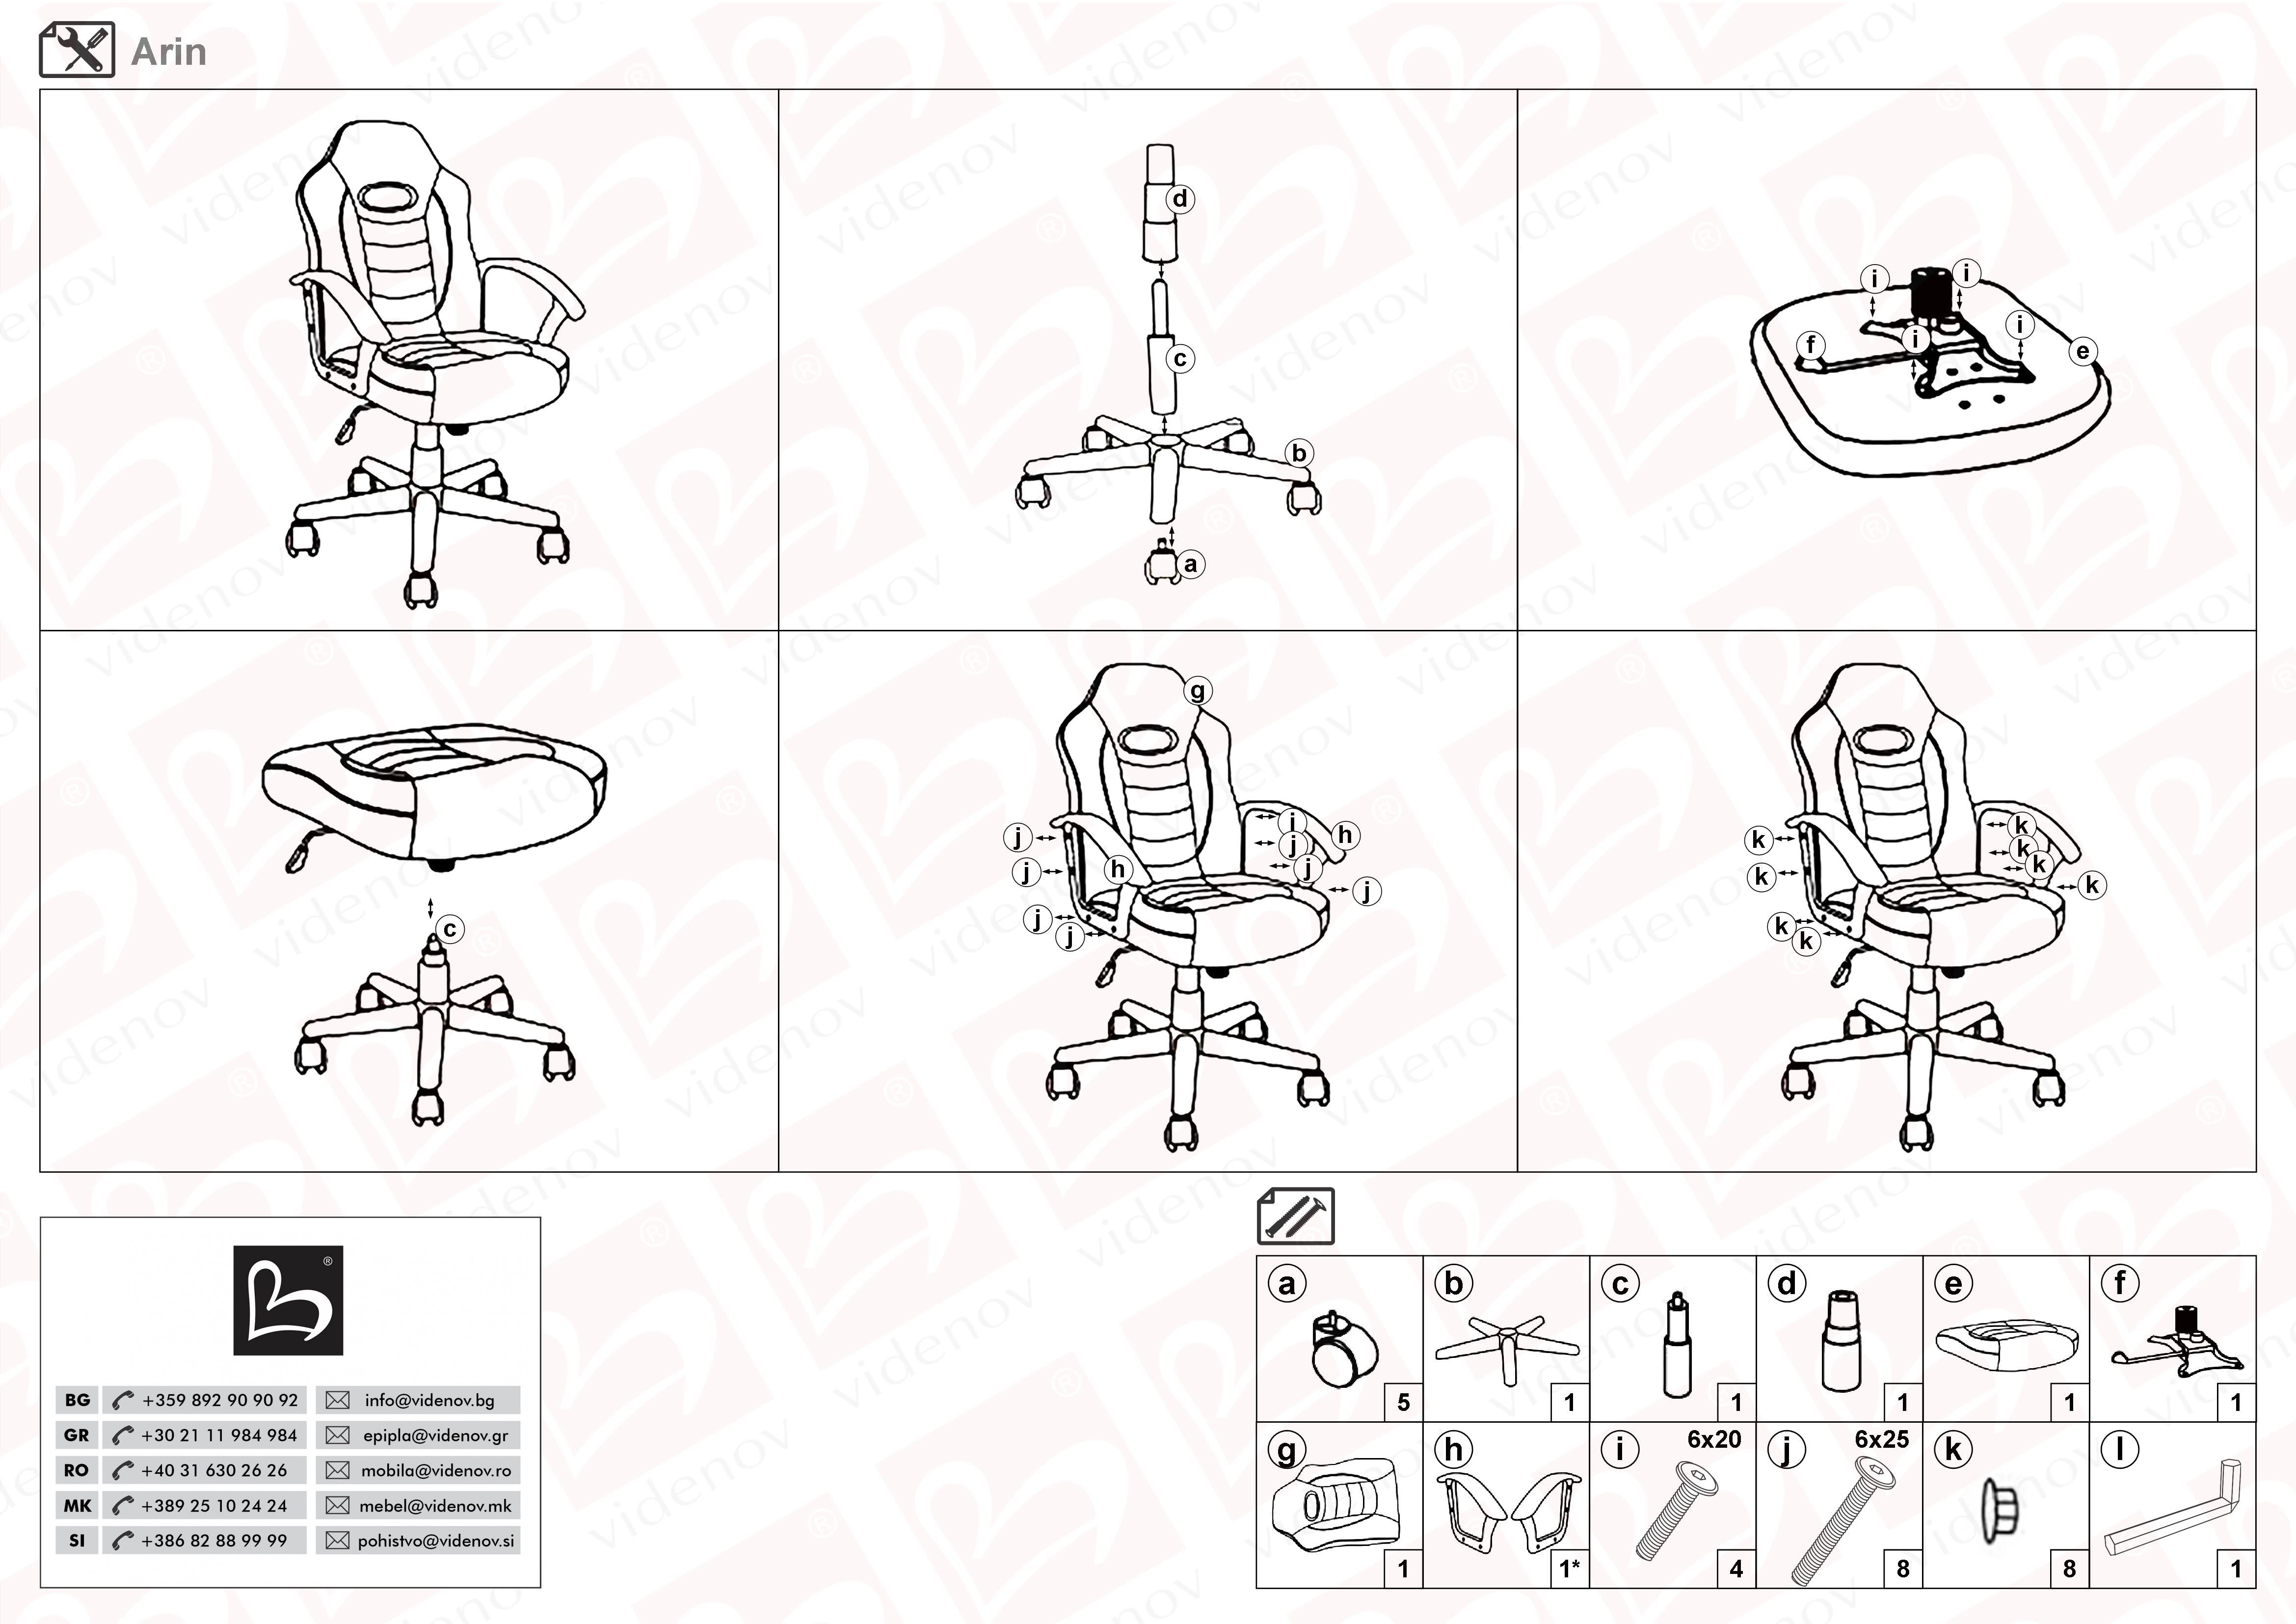 Arin
d
c
b
a
i
i
i
i
f
e
c
g
h
h
j
j
j
j
j
j
j
j
k
k
k
k
k
k
k
k
®
BG +359 892 90 90 92 info@videnov.bg
GR +30 21 11 984 984 epipla@videnov.gr
RO +40 31 630 26 26 mobila@videnov.ro
MK +389 25 10 24 24 mebel@videnov.mk
SI +386 82 88 99 99 pohistvo@videnov.si
a b c d e f
5 1 1 1 1 1
g h i 6x20 j 6x25 k l
1 1* 4 8 8 1
videnov